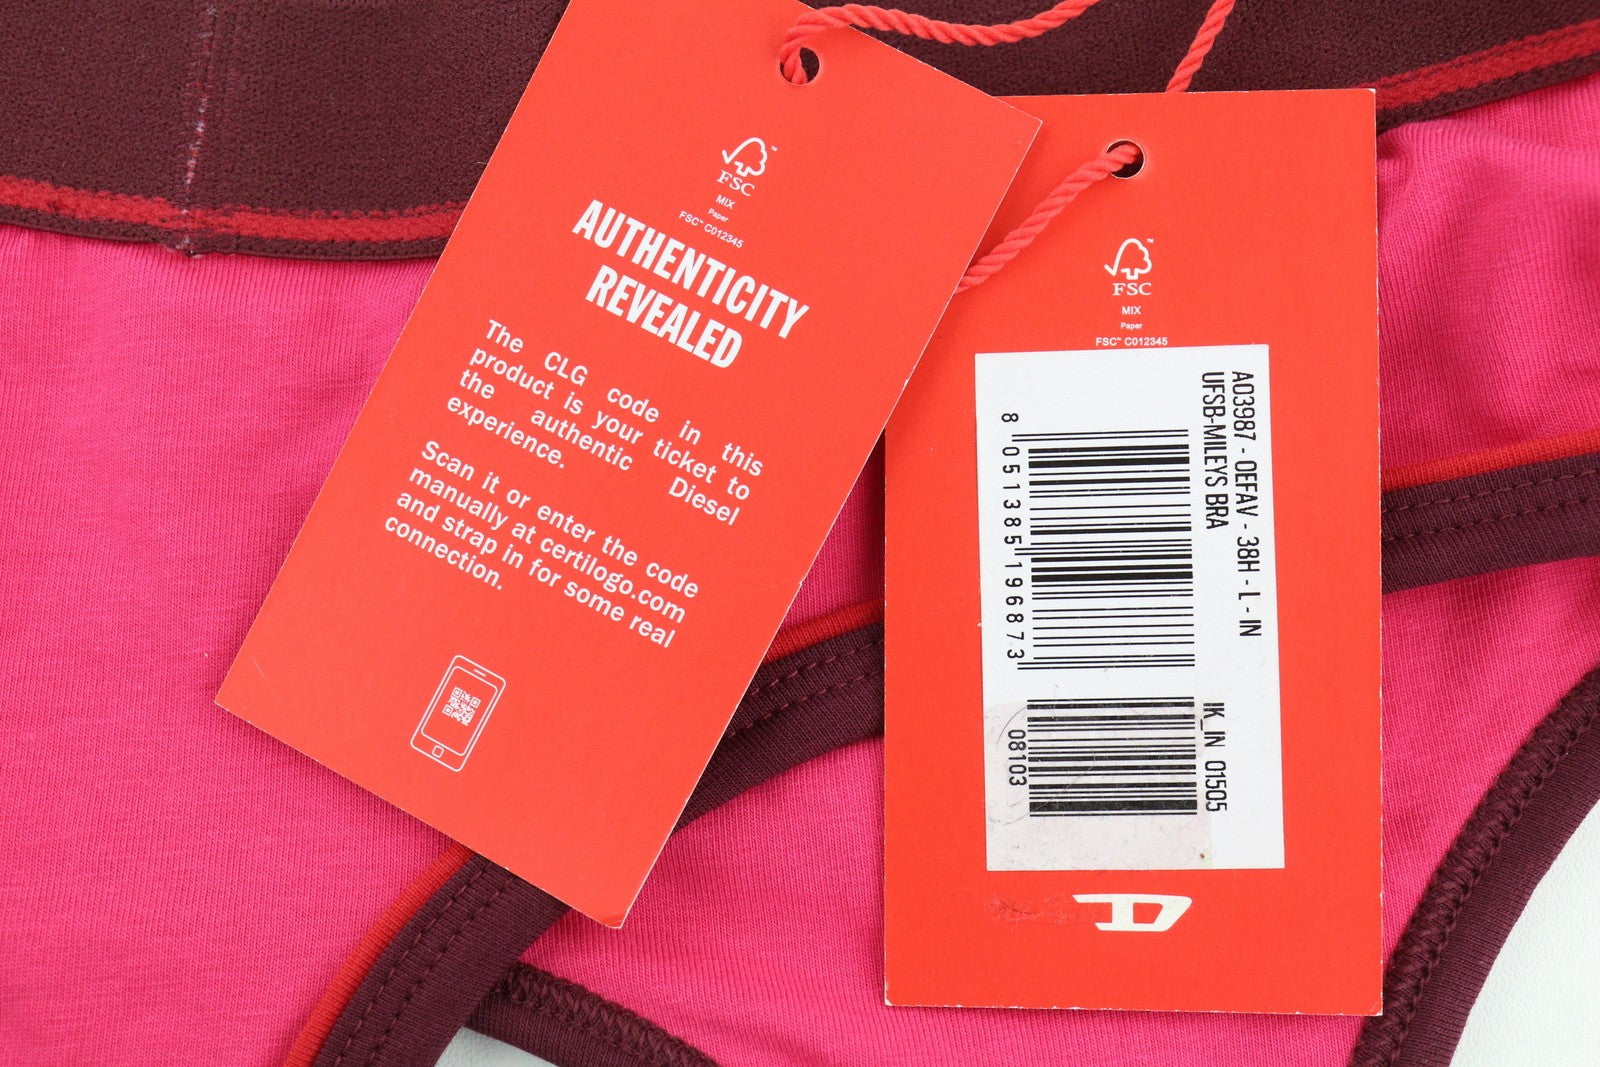 FSC™
MIX
Paper
FSC™ C012345
AUTHENTICITY
REVEALED
The CLG code in this
product is your ticket to
the authentic Diesel
experience.
Scan it or enter the code
manually at certilogo.com
and strap in for some real
connection.
FSC™
MIX
Paper
FSC™ C012345
A03987 - 0EFAV - 38H - L - IN
UFSB-MILEYS BRA
8 051385 196873
IK_IN 01505
08103
D